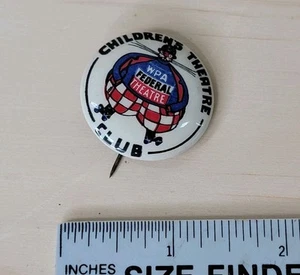 CHILDREN'S THEATRE
WPA
FEDERAL
THEATRE
CLUB
1 2
INCHES SIZE FINDE